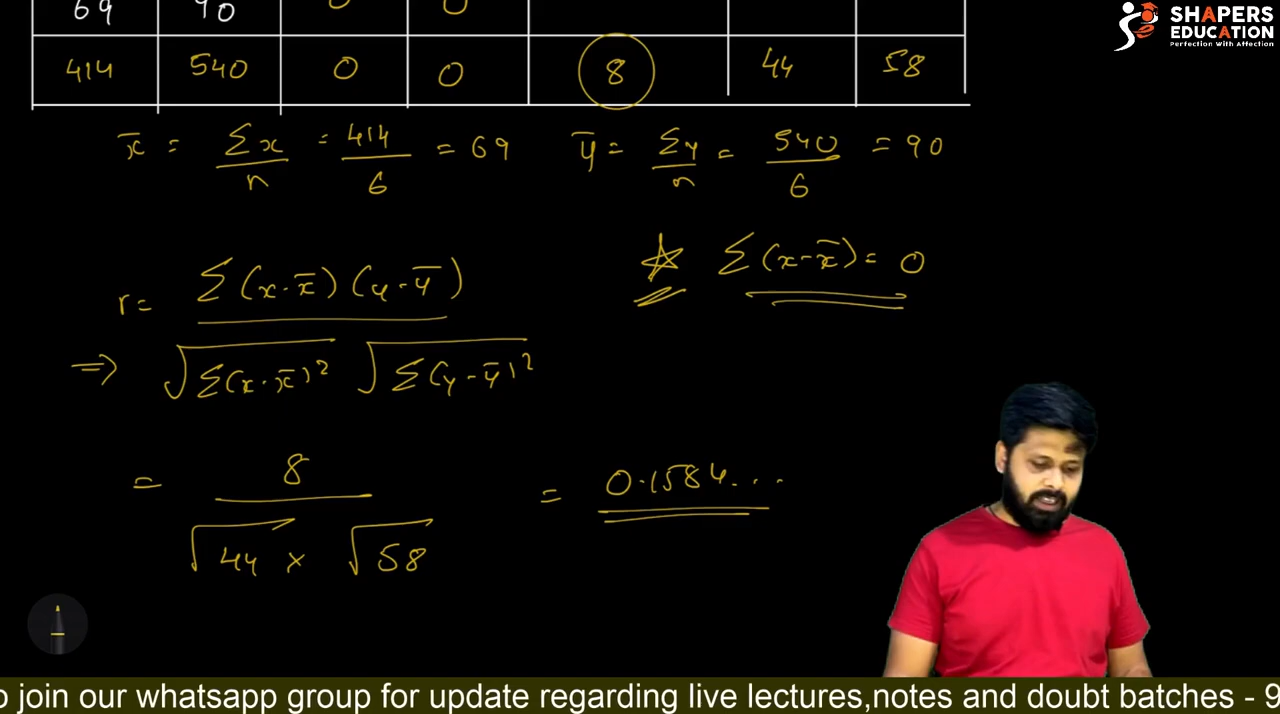 SHAPERS
EDUCATION
Perfection With Affection
69 90 0 0
414 540 0 0 8 44 58
x̄ = Σx/n = 414/6 = 69 ȳ = Σy/n = 540/6 = 90
☆ Σ(x-x̄) = 0
r = Σ(x-x̄)(y-ȳ)
⇒ √Σ(x-x̄)² √Σ(y-ȳ)²
= 8 / √44 × √58 = 0.1584...
o join our whatsapp group for update regarding live lectures,notes and doubt batches - 9